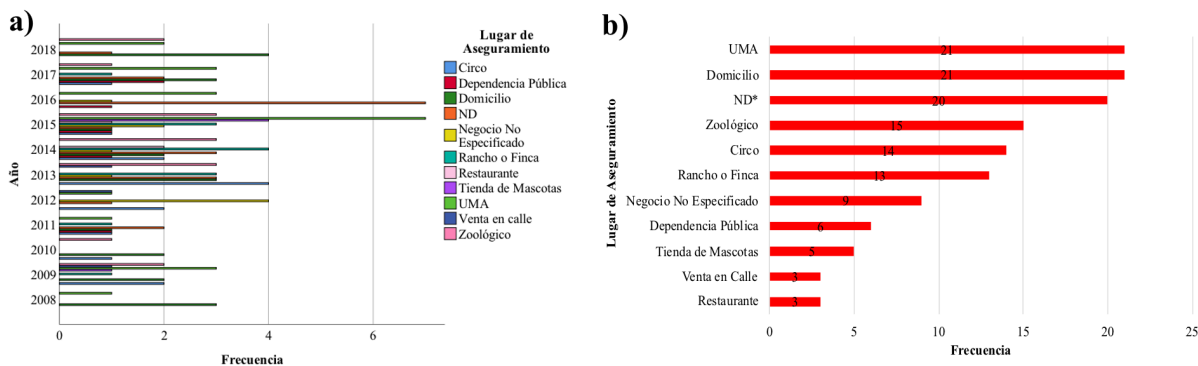 a)
Año
2018
2017
2016
2015
2014
2013
2012
2011
2010
2009
2008
0 2 4 6
Frecuencia
Lugar de
Aseguramiento
Circo
Dependencia Pública
Domicilio
ND
Negocio No
Especificado
Rancho o Finca
Restaurante
Tienda de Mascotas
UMA
Venta en calle
Zoológico
b)
Lugar de Aseguramiento
UMA 21
Domicilio 21
ND* 20
Zoológico 15
Circo 14
Rancho o Finca 13
Negocio No Especificado 9
Dependencia Pública 6
Tienda de Mascotas 5
Venta en Calle 3
Restaurante 3
0 5 10 15 20 25
Frecuencia